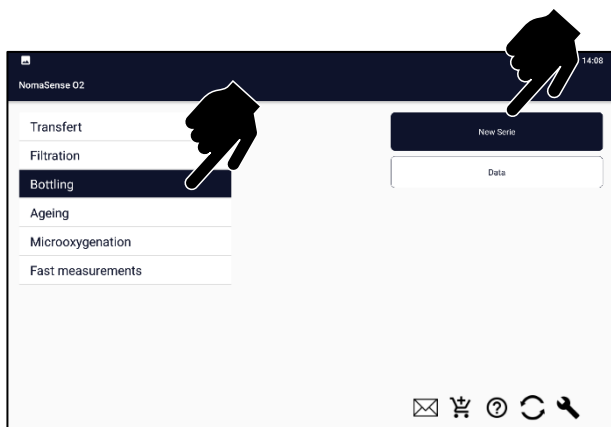 14:08
NomaSense O2
Transfert
Filtration
Bottling
Ageing
Microoxygenation
Fast measurements
New Serie
Data